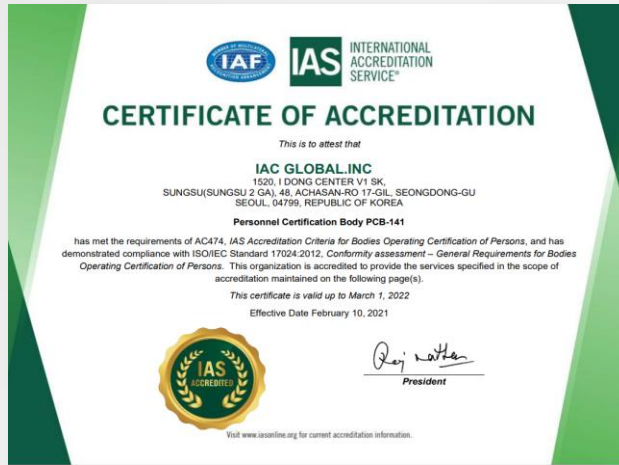 MEMBER OF MULTILATERAL
IAF
RECOGNITION ARRANGEMENT
IAS
INTERNATIONAL
ACCREDITATION
SERVICE®
CERTIFICATE OF ACCREDITATION
This is to attest that
IAC GLOBAL.INC
1520, I DONG CENTER V1 SK,
SUNGSU(SUNGSU 2 GA), 48, ACHASAN-RO 17-GIL, SEONGDONG-GU
SEOUL, 04799, REPUBLIC OF KOREA
Personnel Certification Body PCB-141
has met the requirements of AC474, IAS Accreditation Criteria for Bodies Operating Certification of Persons, and has
demonstrated compliance with ISO/IEC Standard 17024:2012, Conformity assessment – General Requirements for Bodies
Operating Certification of Persons. This organization is accredited to provide the services specified in the scope of
accreditation maintained on the following page(s).
This certificate is valid up to March 1, 2022
Effective Date February 10, 2021
IAS
ACCREDITED
Raj Nathan
President
Visit www.iasonline.org for current accreditation information.